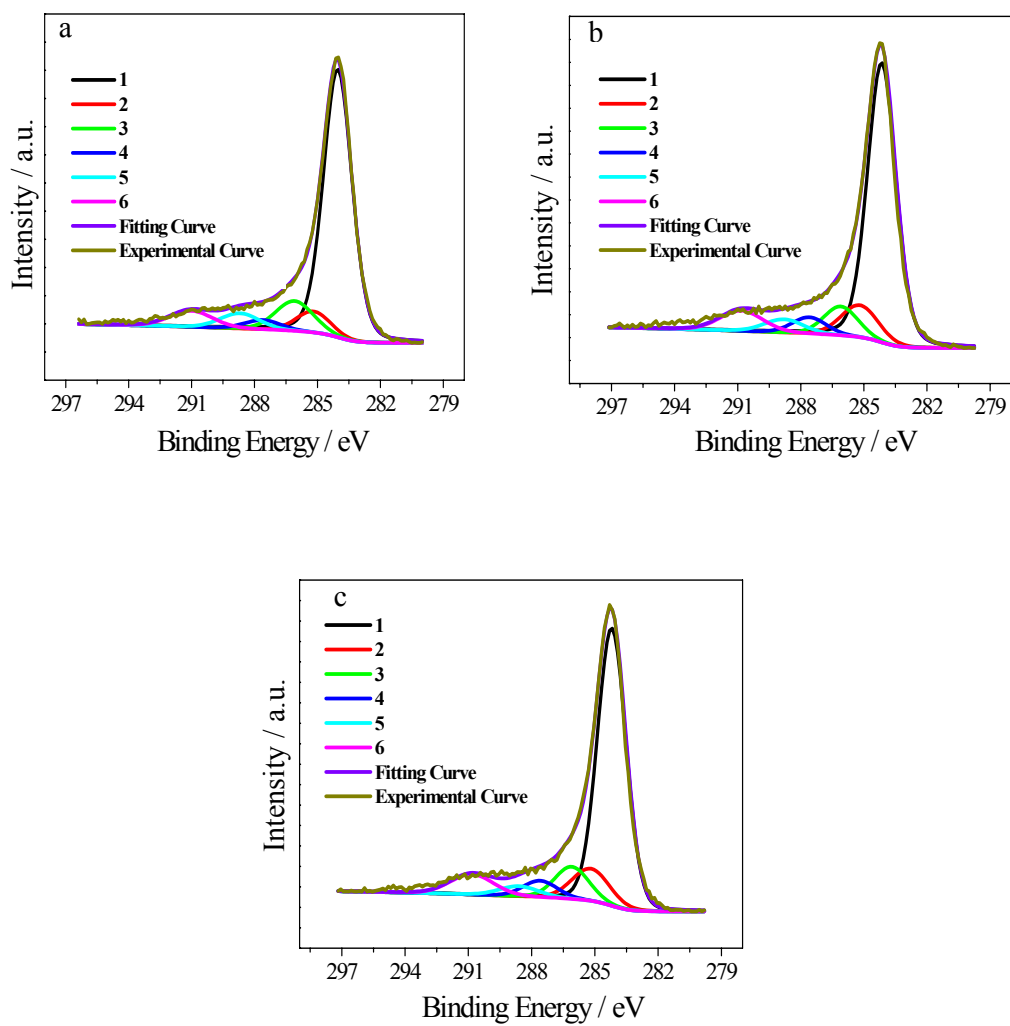 a
1
2
3
4
5
6
Fitting Curve
Experimental Curve
Intensity / a.u.
297 294 291 288 285 282 279
Binding Energy / eV
b
1
2
3
4
5
6
Fitting Curve
Experimental Curve
Intensity / a.u.
297 294 291 288 285 282 279
Binding Energy / eV
c
1
2
3
4
5
6
Fitting Curve
Experimental Curve
Intensity / a.u.
297 294 291 288 285 282 279
Binding Energy / eV